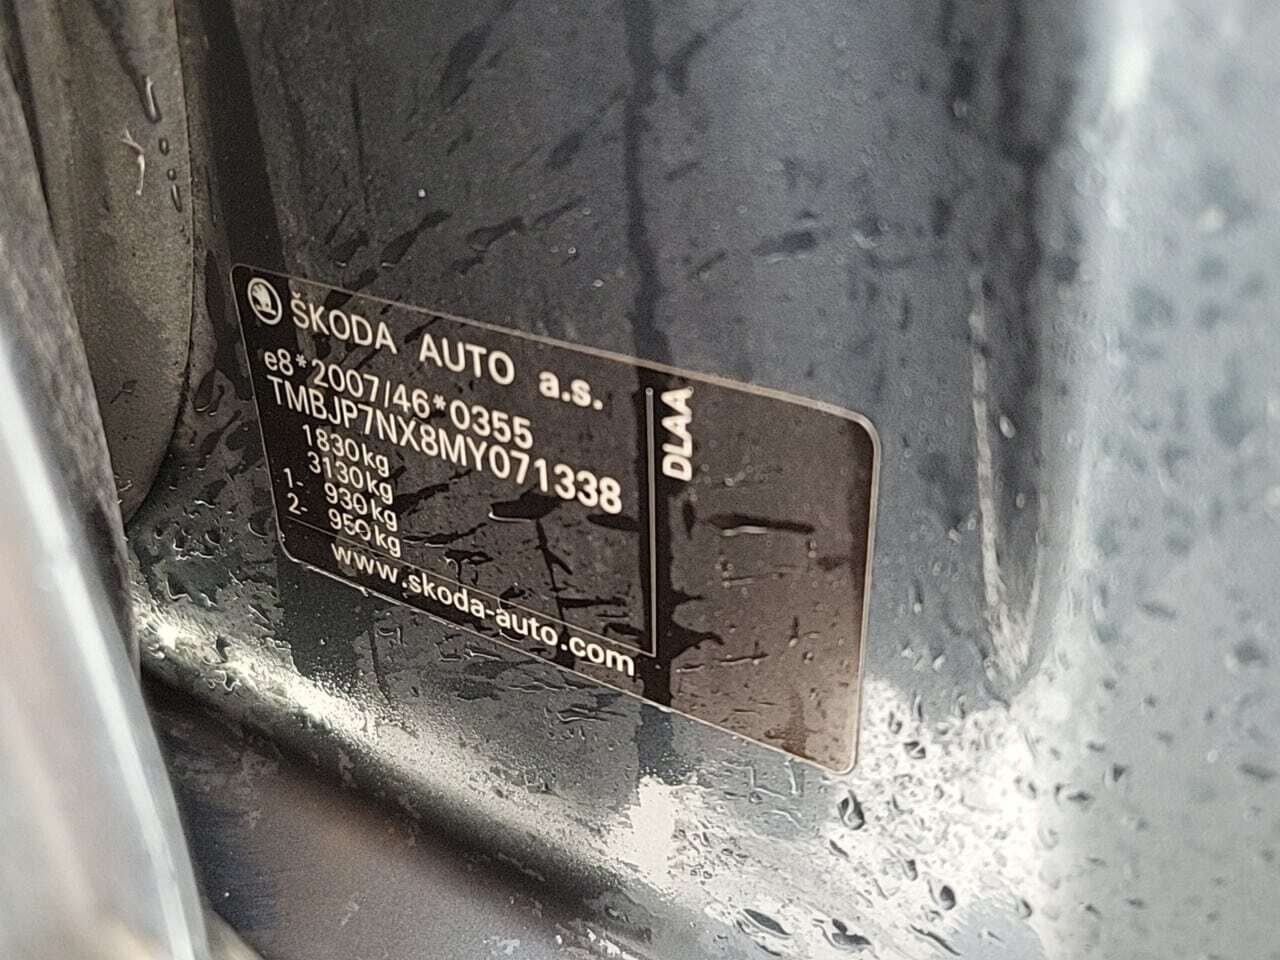 ŠKODA AUTO a.s.
e8*2007/46*0355
TMBJP7NX8MY071338
1830kg
3130kg
1- 930kg
2- 950kg
www.skoda-auto.com
DLAA